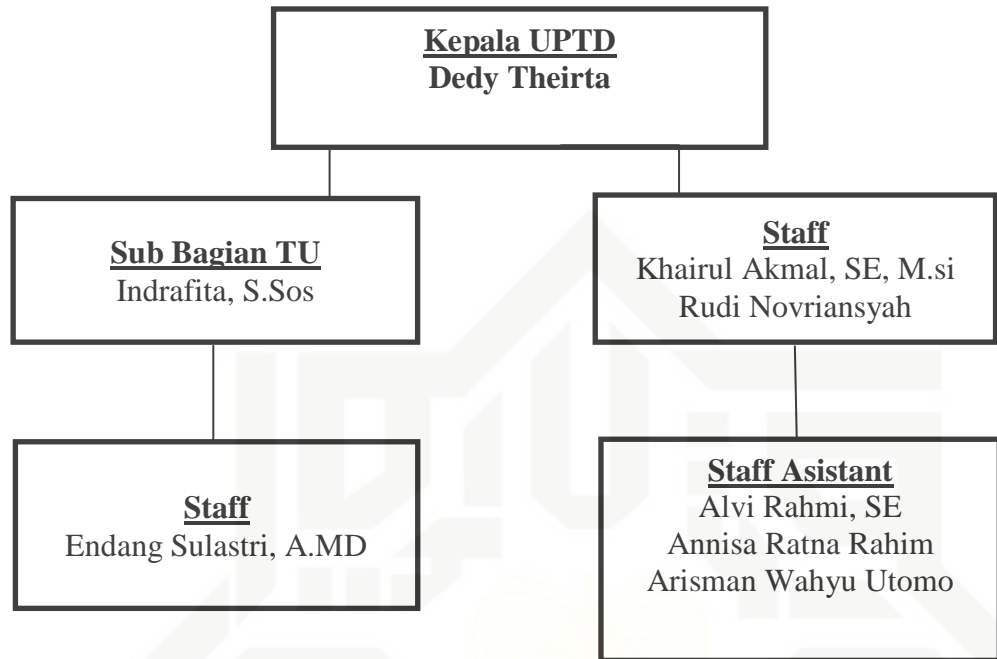 Kepala UPTD
Dedy Theirta
Sub Bagian TU
Indrafita, S.Sos
Staff
Khairul Akmal, SE, M.si
Rudi Novriansyah
Staff
Endang Sulastri, A.MD
Staff Asistant
Alvi Rahmi, SE
Annisa Ratna Rahim
Arisman Wahyu Utomo